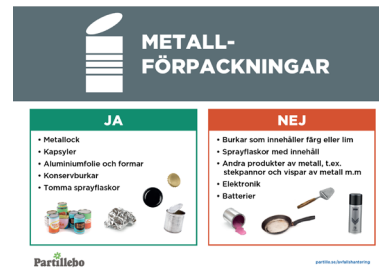 METALL-
FÖRPACKNINGAR
JA
• Metallock
• Kapsyler
• Aluminiumfolie och formar
• Konservburkar
• Tomma sprayflaskor
NEJ
• Burkar som innehåller färg eller lim
• Sprayflaskor med innehåll
• Andra produkter av metall, t.ex.
stekpannor och vispar av metall m.m
• Elektronik
• Batterier
Partillebo
partille.se/avfallshantering